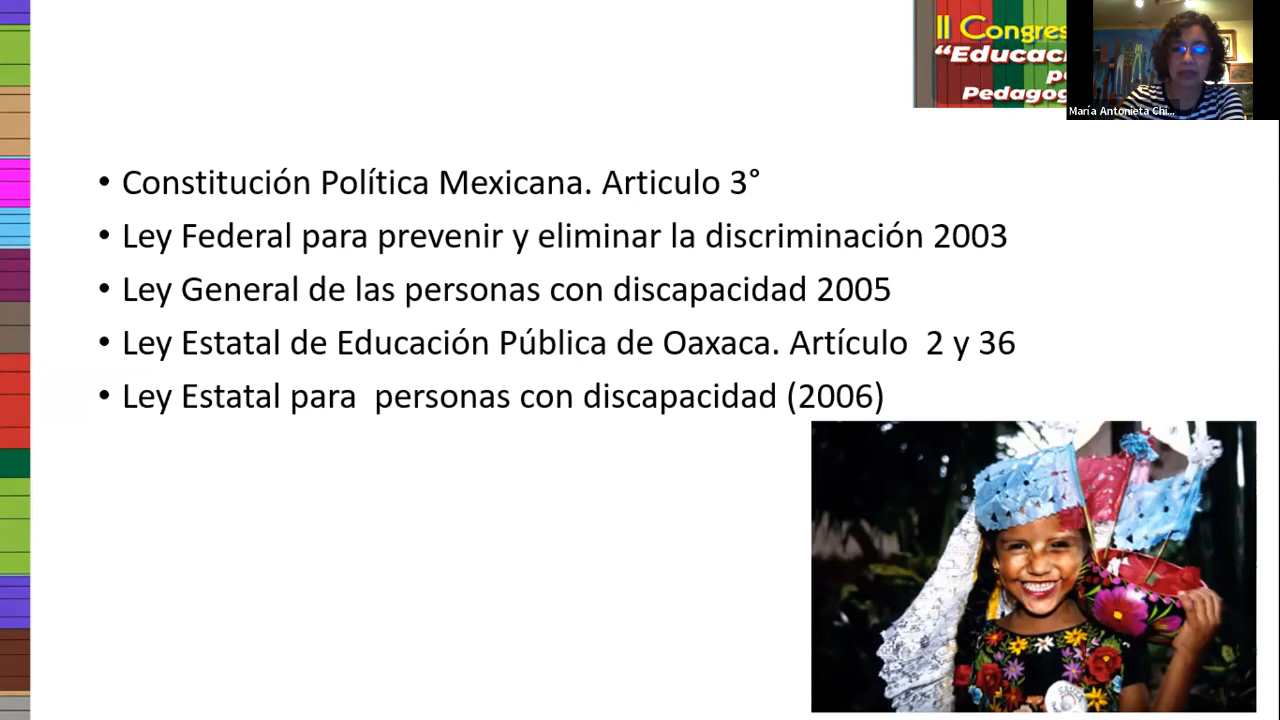 II Congres
“Educac
po
Pedagog
María Antonieta Chi...
• Constitución Política Mexicana. Articulo 3°
• Ley Federal para prevenir y eliminar la discriminación 2003
• Ley General de las personas con discapacidad 2005
• Ley Estatal de Educación Pública de Oaxaca. Artículo  2 y 36
• Ley Estatal para  personas con discapacidad (2006)